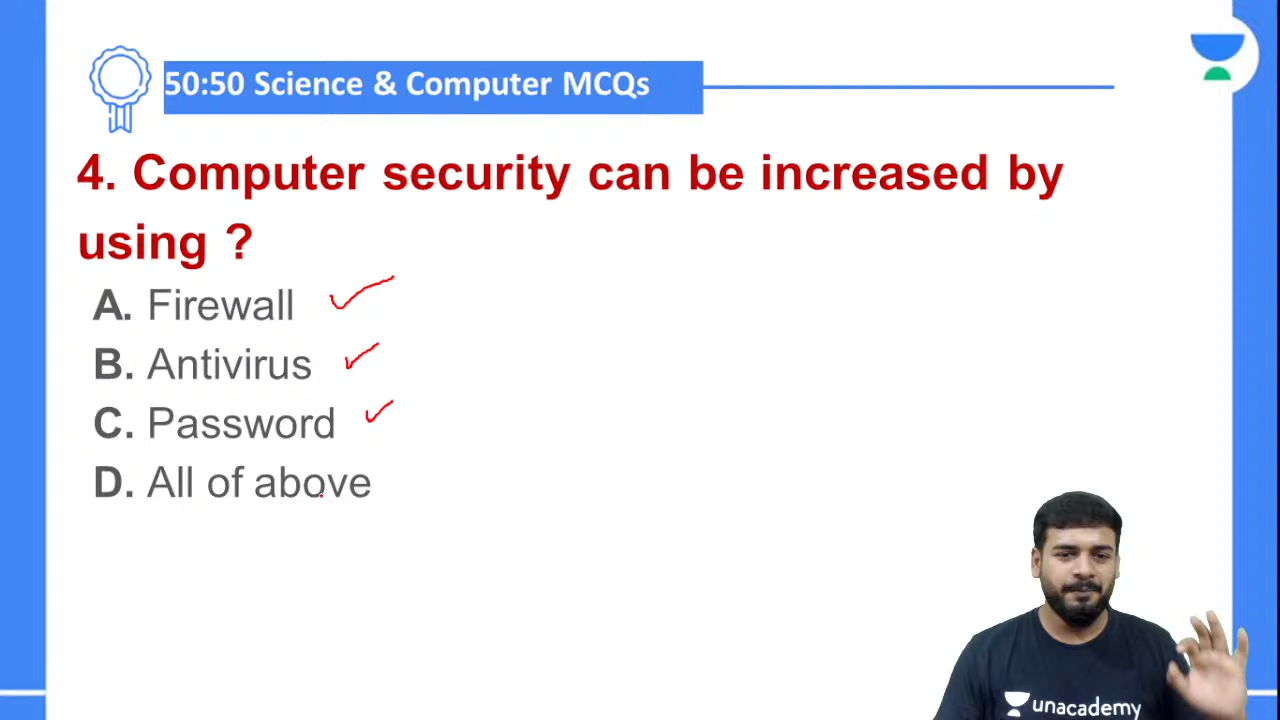 50:50 Science & Computer MCQs
4. Computer security can be increased by
using ?
A. Firewall
B. Antivirus
C. Password
D. All of above
unacademy